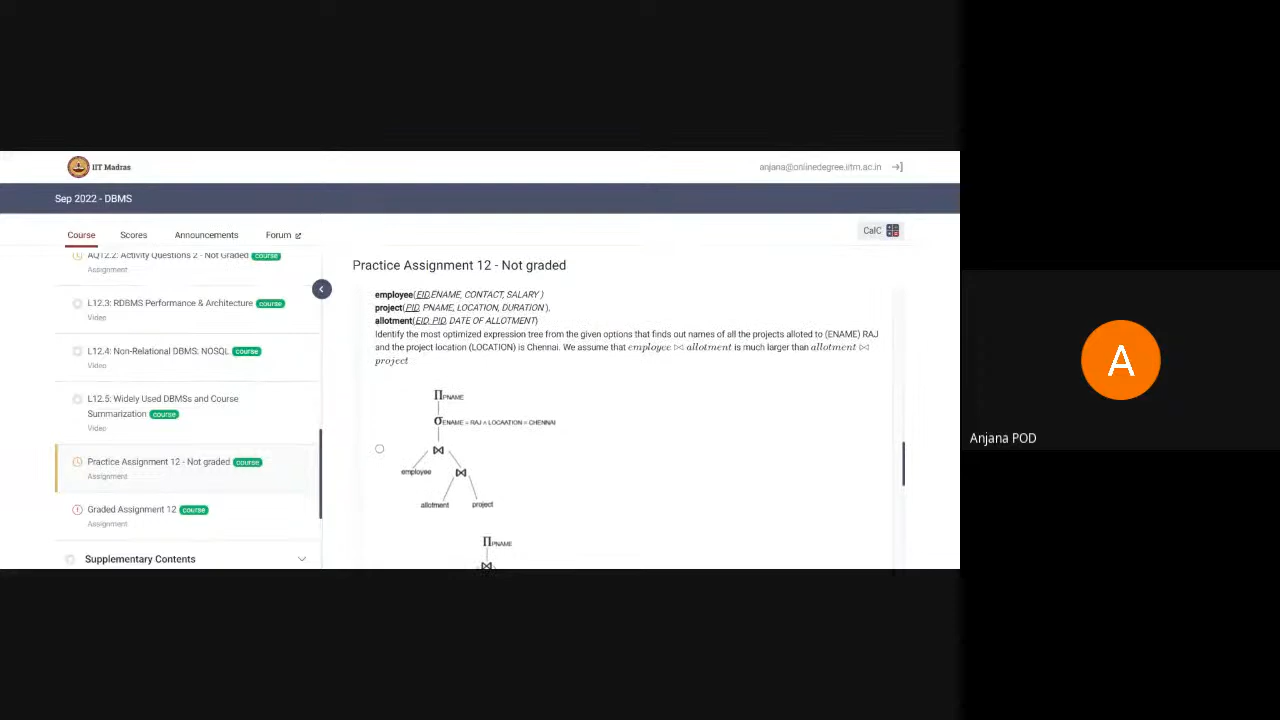 IIT Madras
anjana@onlinedegree.iitm.ac.in
Sep 2022 - DBMS
Course Scores Announcements Forum
CalC
AQ12.2: Activity Questions 2 - Not Graded course
Assignment
L12.3: RDBMS Performance & Architecture course
Video
L12.4: Non-Relational DBMS: NOSQL course
Video
L12.5: Widely Used DBMSs and Course
Summarization course
Video
Practice Assignment 12 - Not graded course
Assignment
Graded Assignment 12 course
Assignment
Supplementary Contents
Practice Assignment 12 - Not graded
employee(EID,ENAME, CONTACT, SALARY )
project(PID, PNAME, LOCATION, DURATION ),
allotment(EID, PID, DATE OF ALLOTMENT)
Identify the most optimized expression tree from the given options that finds out names of all the projects alloted to (ENAME) RAJ
and the project location (LOCATION) is Chennai. We assume that employee ⋈ allotment is much larger than allotment ⋈
project
Π PNAME
σ ENAME = RAJ ∧ LOCAATION = CHENNAI
⋈
employee ⋈
allotment project
Π PNAME
⋈
A
Anjana POD